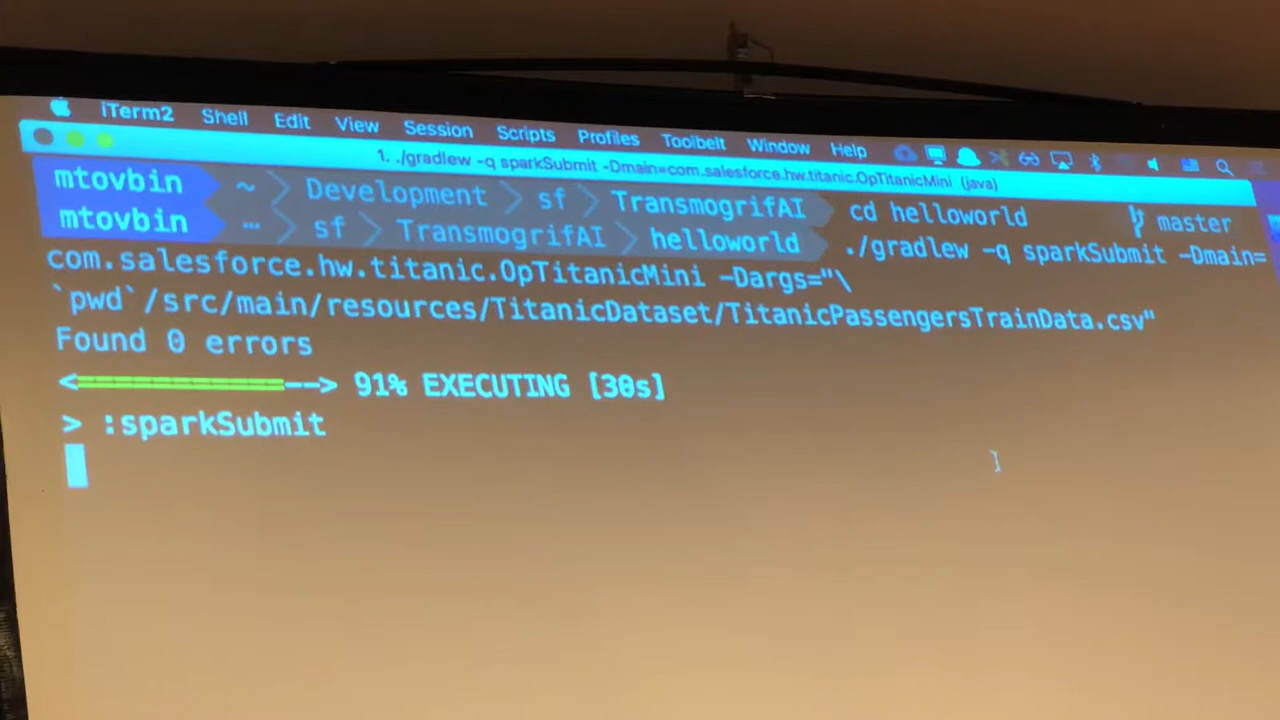 iTerm2 Shell Edit View Session Scripts Profiles Toolbelt Window Help
1. ./gradlew -q sparkSubmit -Dmain=com.salesforce.hw.titanic.OpTitanicMini (java)
mtovbin ~ Development sf TransmogrifAI cd helloworld master
mtovbin … sf TransmogrifAI helloworld ./gradlew -q sparkSubmit -Dmain=
com.salesforce.hw.titanic.OpTitanicMini -Dargs="\
`pwd`/src/main/resources/TitanicDataset/TitanicPassengersTrainData.csv"
Found 0 errors
<============--> 91% EXECUTING [30s]
> :sparkSubmit